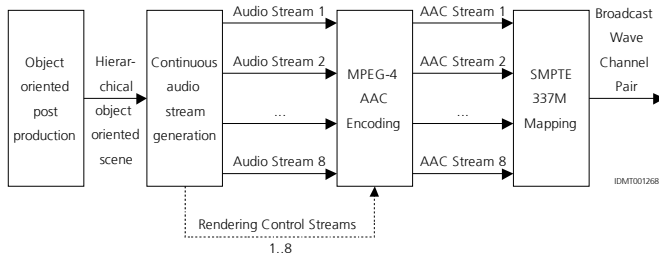 Object
oriented
post
production
Hierar-
chical
object
oriented
scene
Continuous
audio
stream
generation
Audio Stream 1
Audio Stream 2
...
Audio Stream 8
MPEG-4
AAC
Encoding
AAC Stream 1
AAC Stream 2
...
AAC Stream 8
SMPTE
337M
Mapping
Broadcast
Wave
Channel
Pair
IDMT001268
Rendering Control Streams
1..8